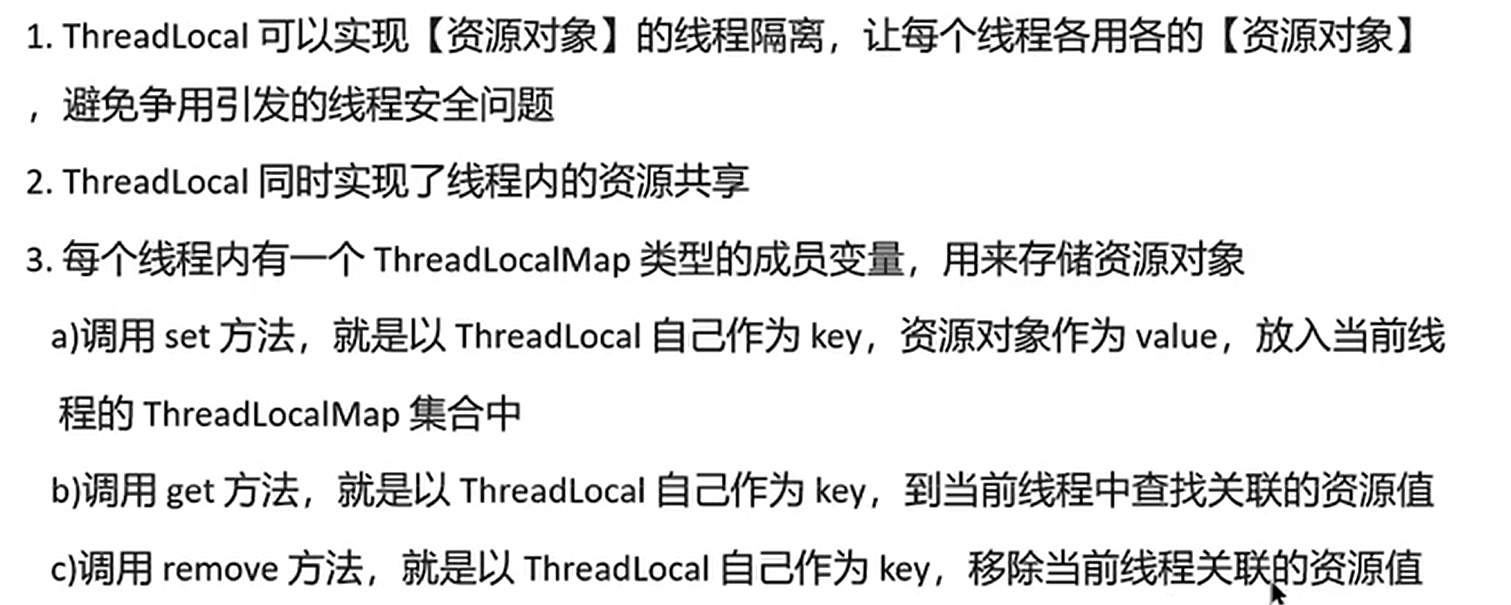 1. ThreadLocal 可以实现【资源对象】的线程隔离，让每个线程各用各的【资源对象】
，避免争用引发的线程安全问题
2. ThreadLocal 同时实现了线程内的资源共享
3. 每个线程内有一个 ThreadLocalMap 类型的成员变量，用来存储资源对象
a)调用 set 方法，就是以 ThreadLocal 自己作为 key，资源对象作为 value，放入当前线
程的 ThreadLocalMap 集合中
b)调用 get 方法，就是以 ThreadLocal 自己作为 key，到当前线程中查找关联的资源值
c)调用 remove 方法，就是以 ThreadLocal 自己作为 key，移除当前线程关联的资源值